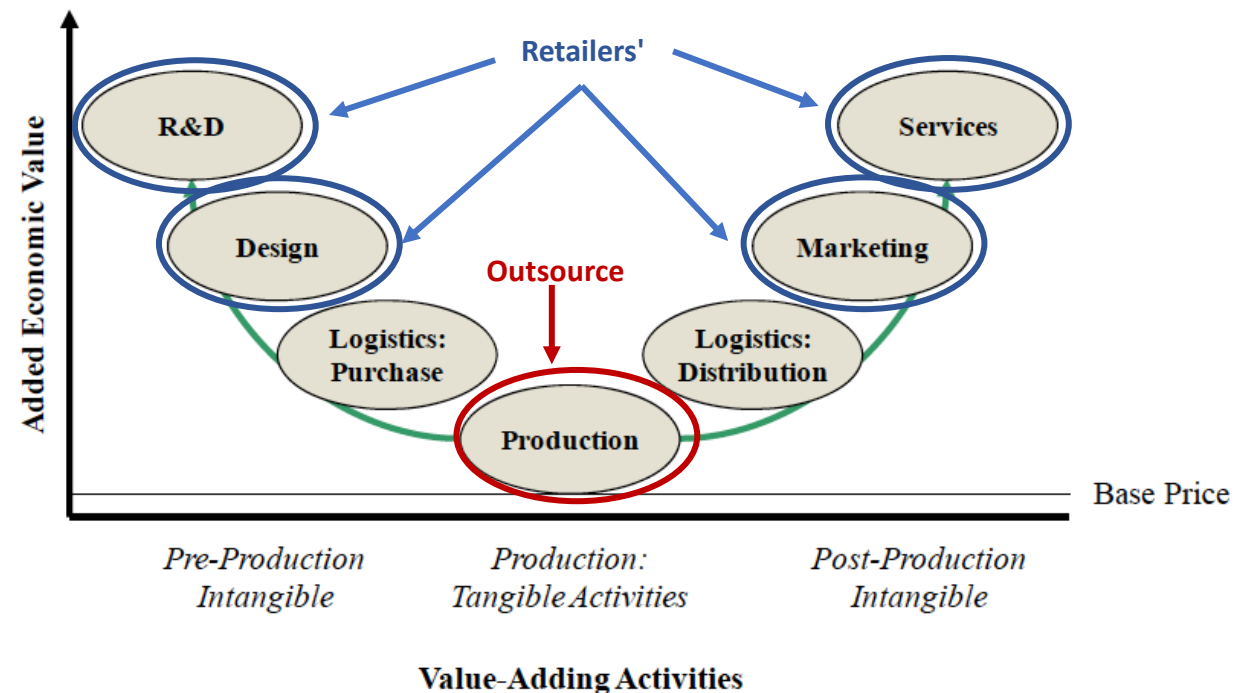 Retailers'
R&D
Services
Added Economic Value
Design
Marketing
Outsource
Logistics:
Purchase
Logistics:
Distribution
Production
Base Price
Pre-Production
Intangible
Production:
Tangible Activities
Post-Production
Intangible
Value-Adding Activities